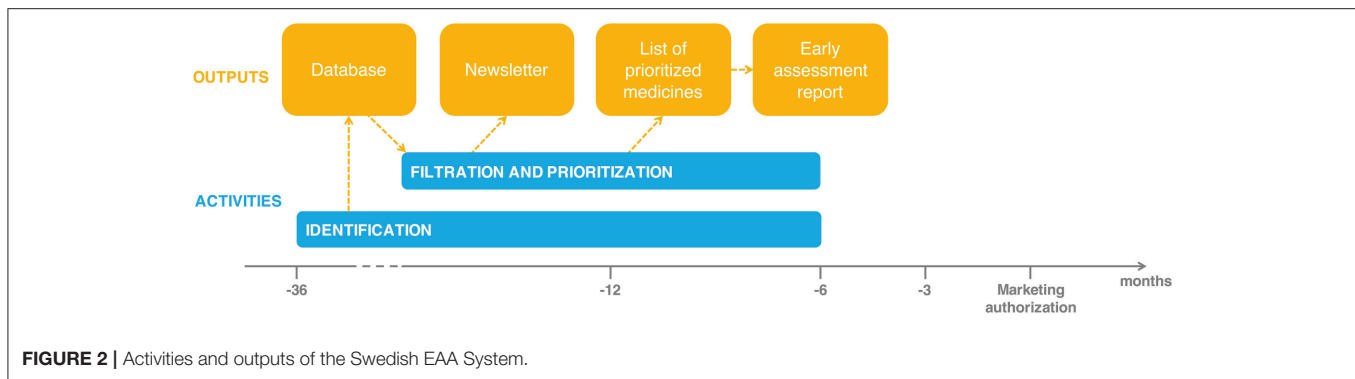 OUTPUTS
Database
Newsletter
List of
prioritized
medicines
Early
assessment
report
ACTIVITIES
FILTRATION AND PRIORITIZATION
IDENTIFICATION
-36
-12
-6
-3
Marketing
authorization
months
FIGURE 2 | Activities and outputs of the Swedish EAA System.